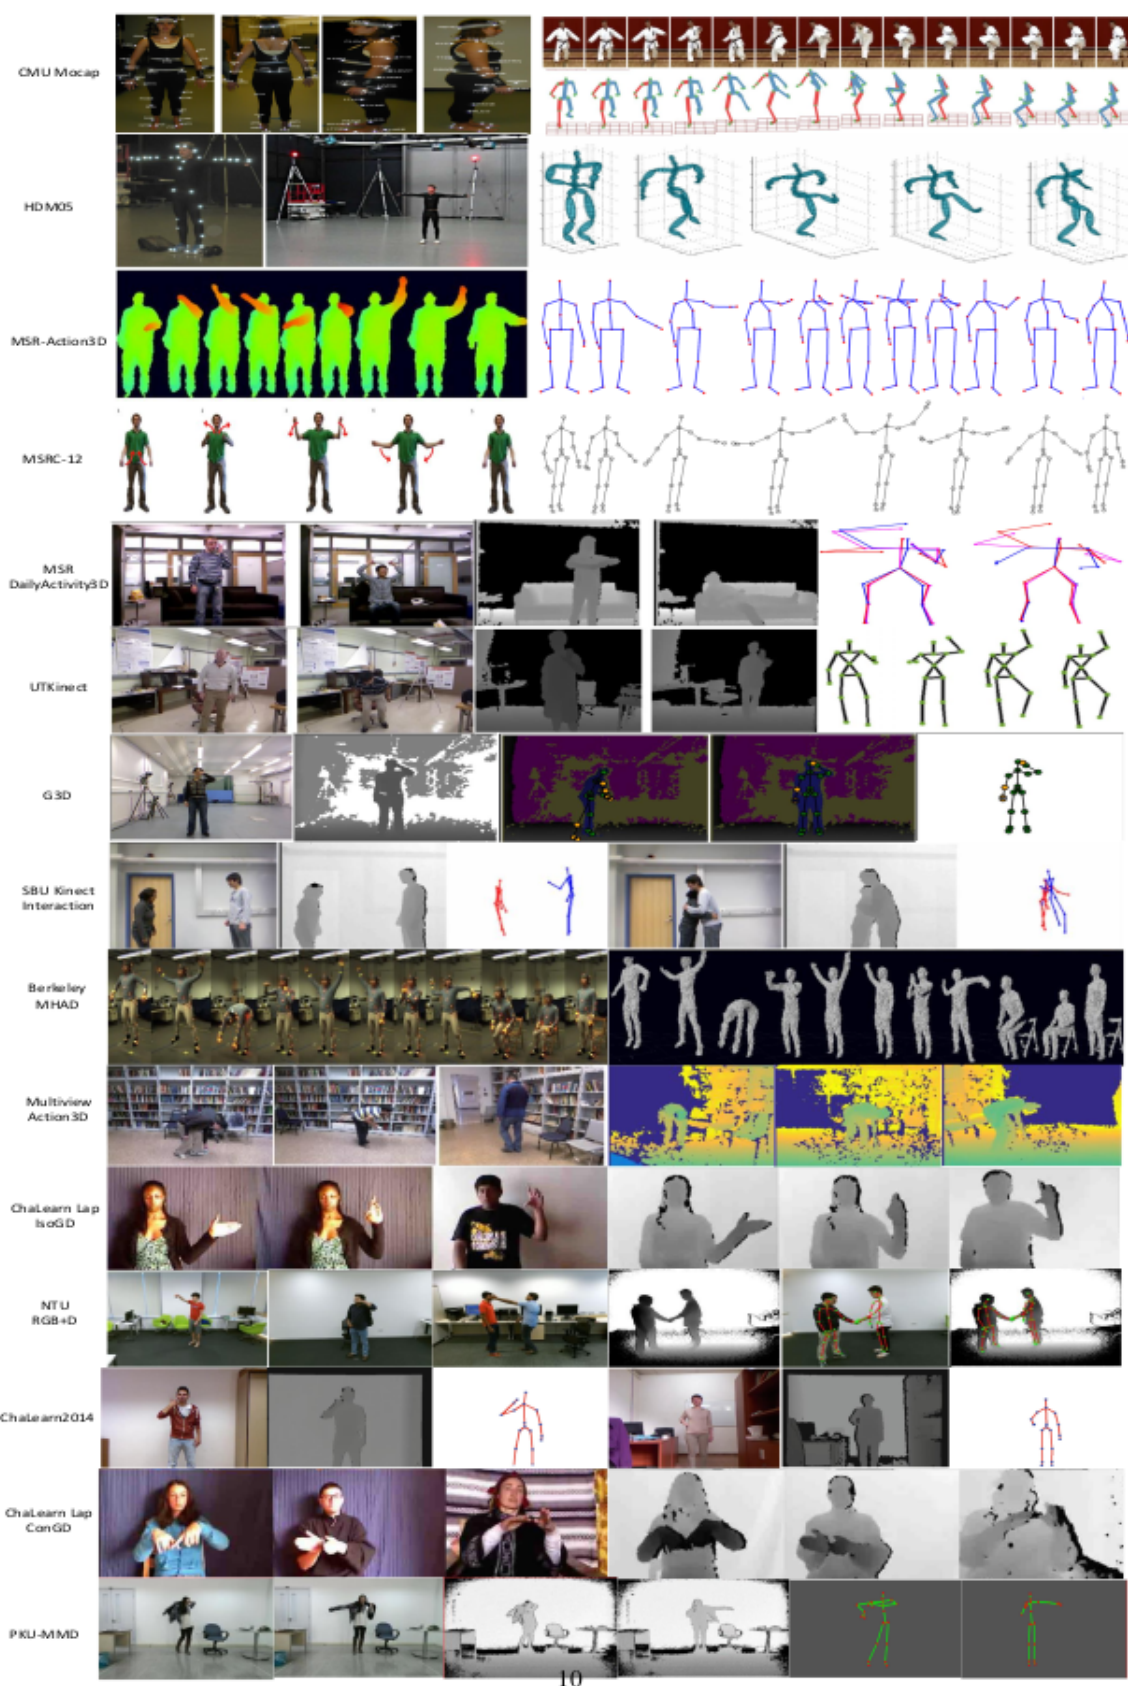 CMU Mocap
HDM05
MSR-Action3D
MSRC-12
MSR
DailyActivity3D
UTKinect
G3D
SBU Kinect
Interaction
Berkeley
MHAD
Multiview
Action3D
ChaLearn Lap
IsoGD
NTU
RGB+D
ChaLearn2014
ChaLearn Lap
ConGD
PKU-MMD
10